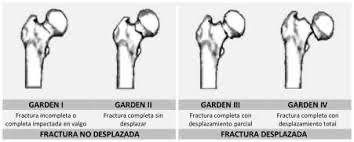 GARDEN I
Fractura incompleta o
completa impactada en valgo
GARDEN II
Fractura completa sin
desplazar
FRACTURA NO DESPLAZADA
GARDEN III
Fractura completa con
desplazamiento parcial
GARDEN IV
Fractura completa con
desplazamiento total
FRACTURA DESPLAZADA